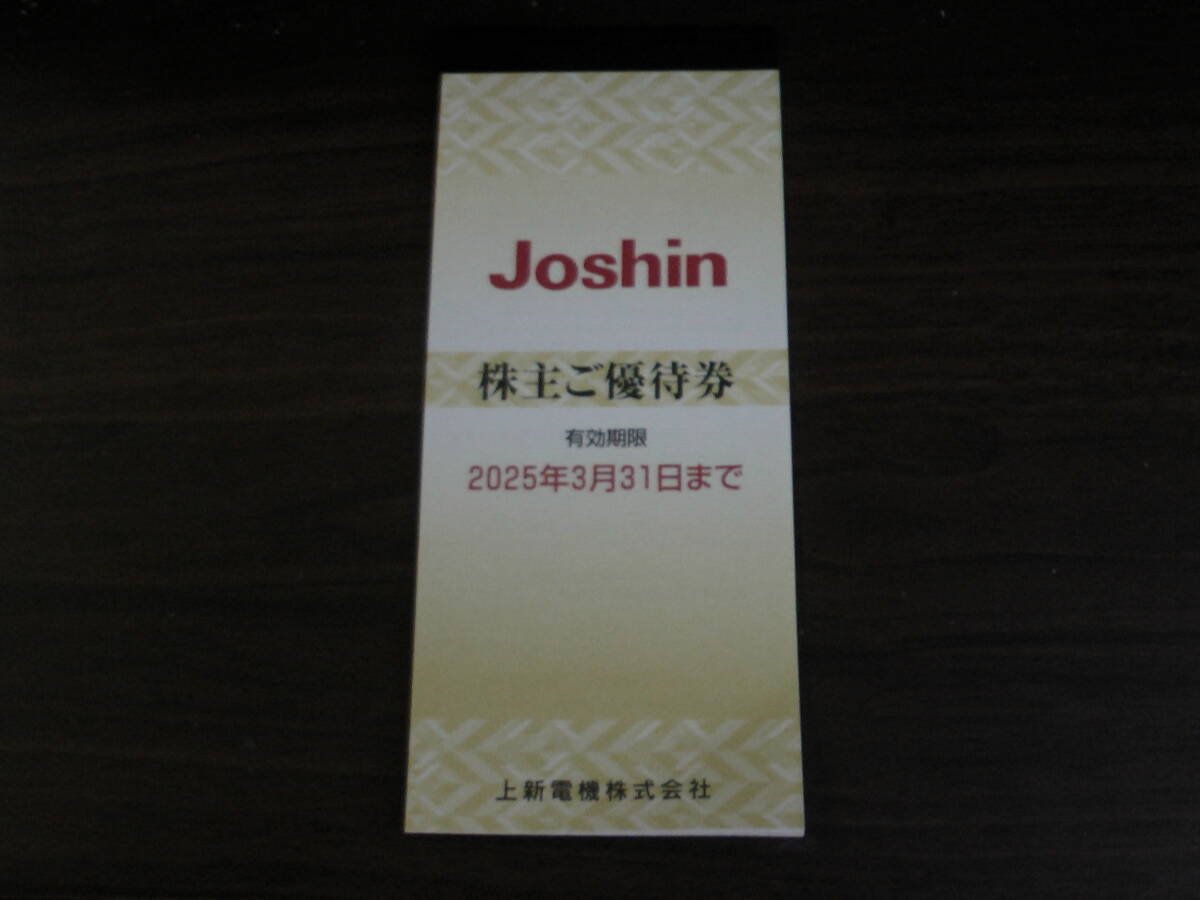 Joshin
株主ご優待券
有効期限
2025年3月31日まで
上新電機株式会社